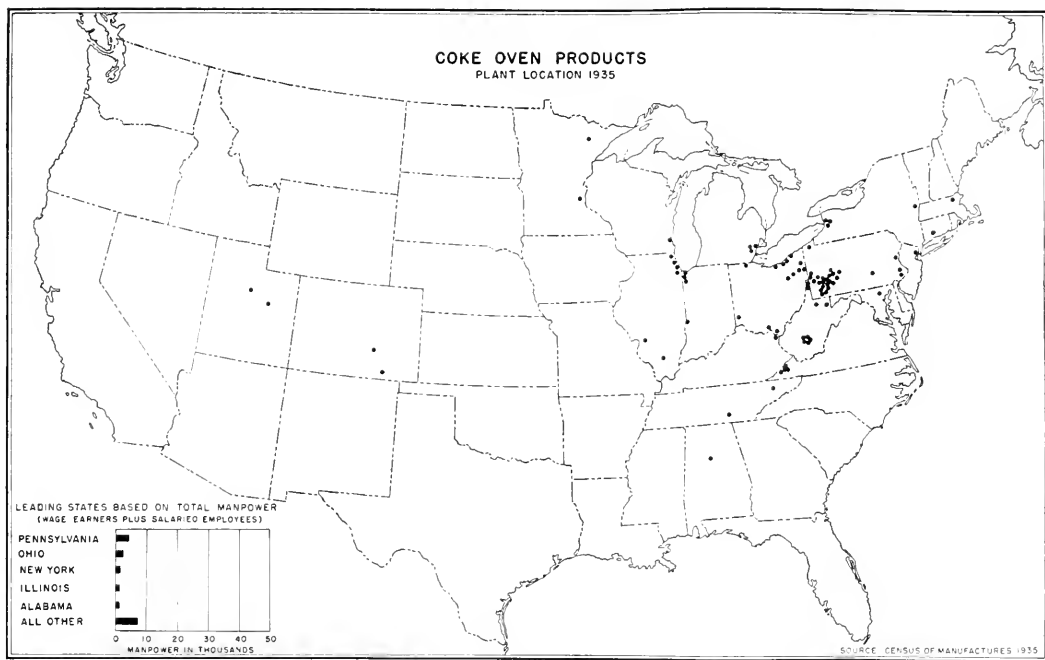 COKE OVEN PRODUCTS
PLANT LOCATION 1935
LEADING STATES BASED ON TOTAL MANPOWER
(WAGE EARNERS PLUS SALARIED EMPLOYEES)
PENNSYLVANIA
OHIO
NEW YORK
ILLINOIS
ALABAMA
ALL OTHER
0 10 20 30 40 50
MANPOWER IN THOUSANDS
SOURCE CENSUS OF MANUFACTURES 1935